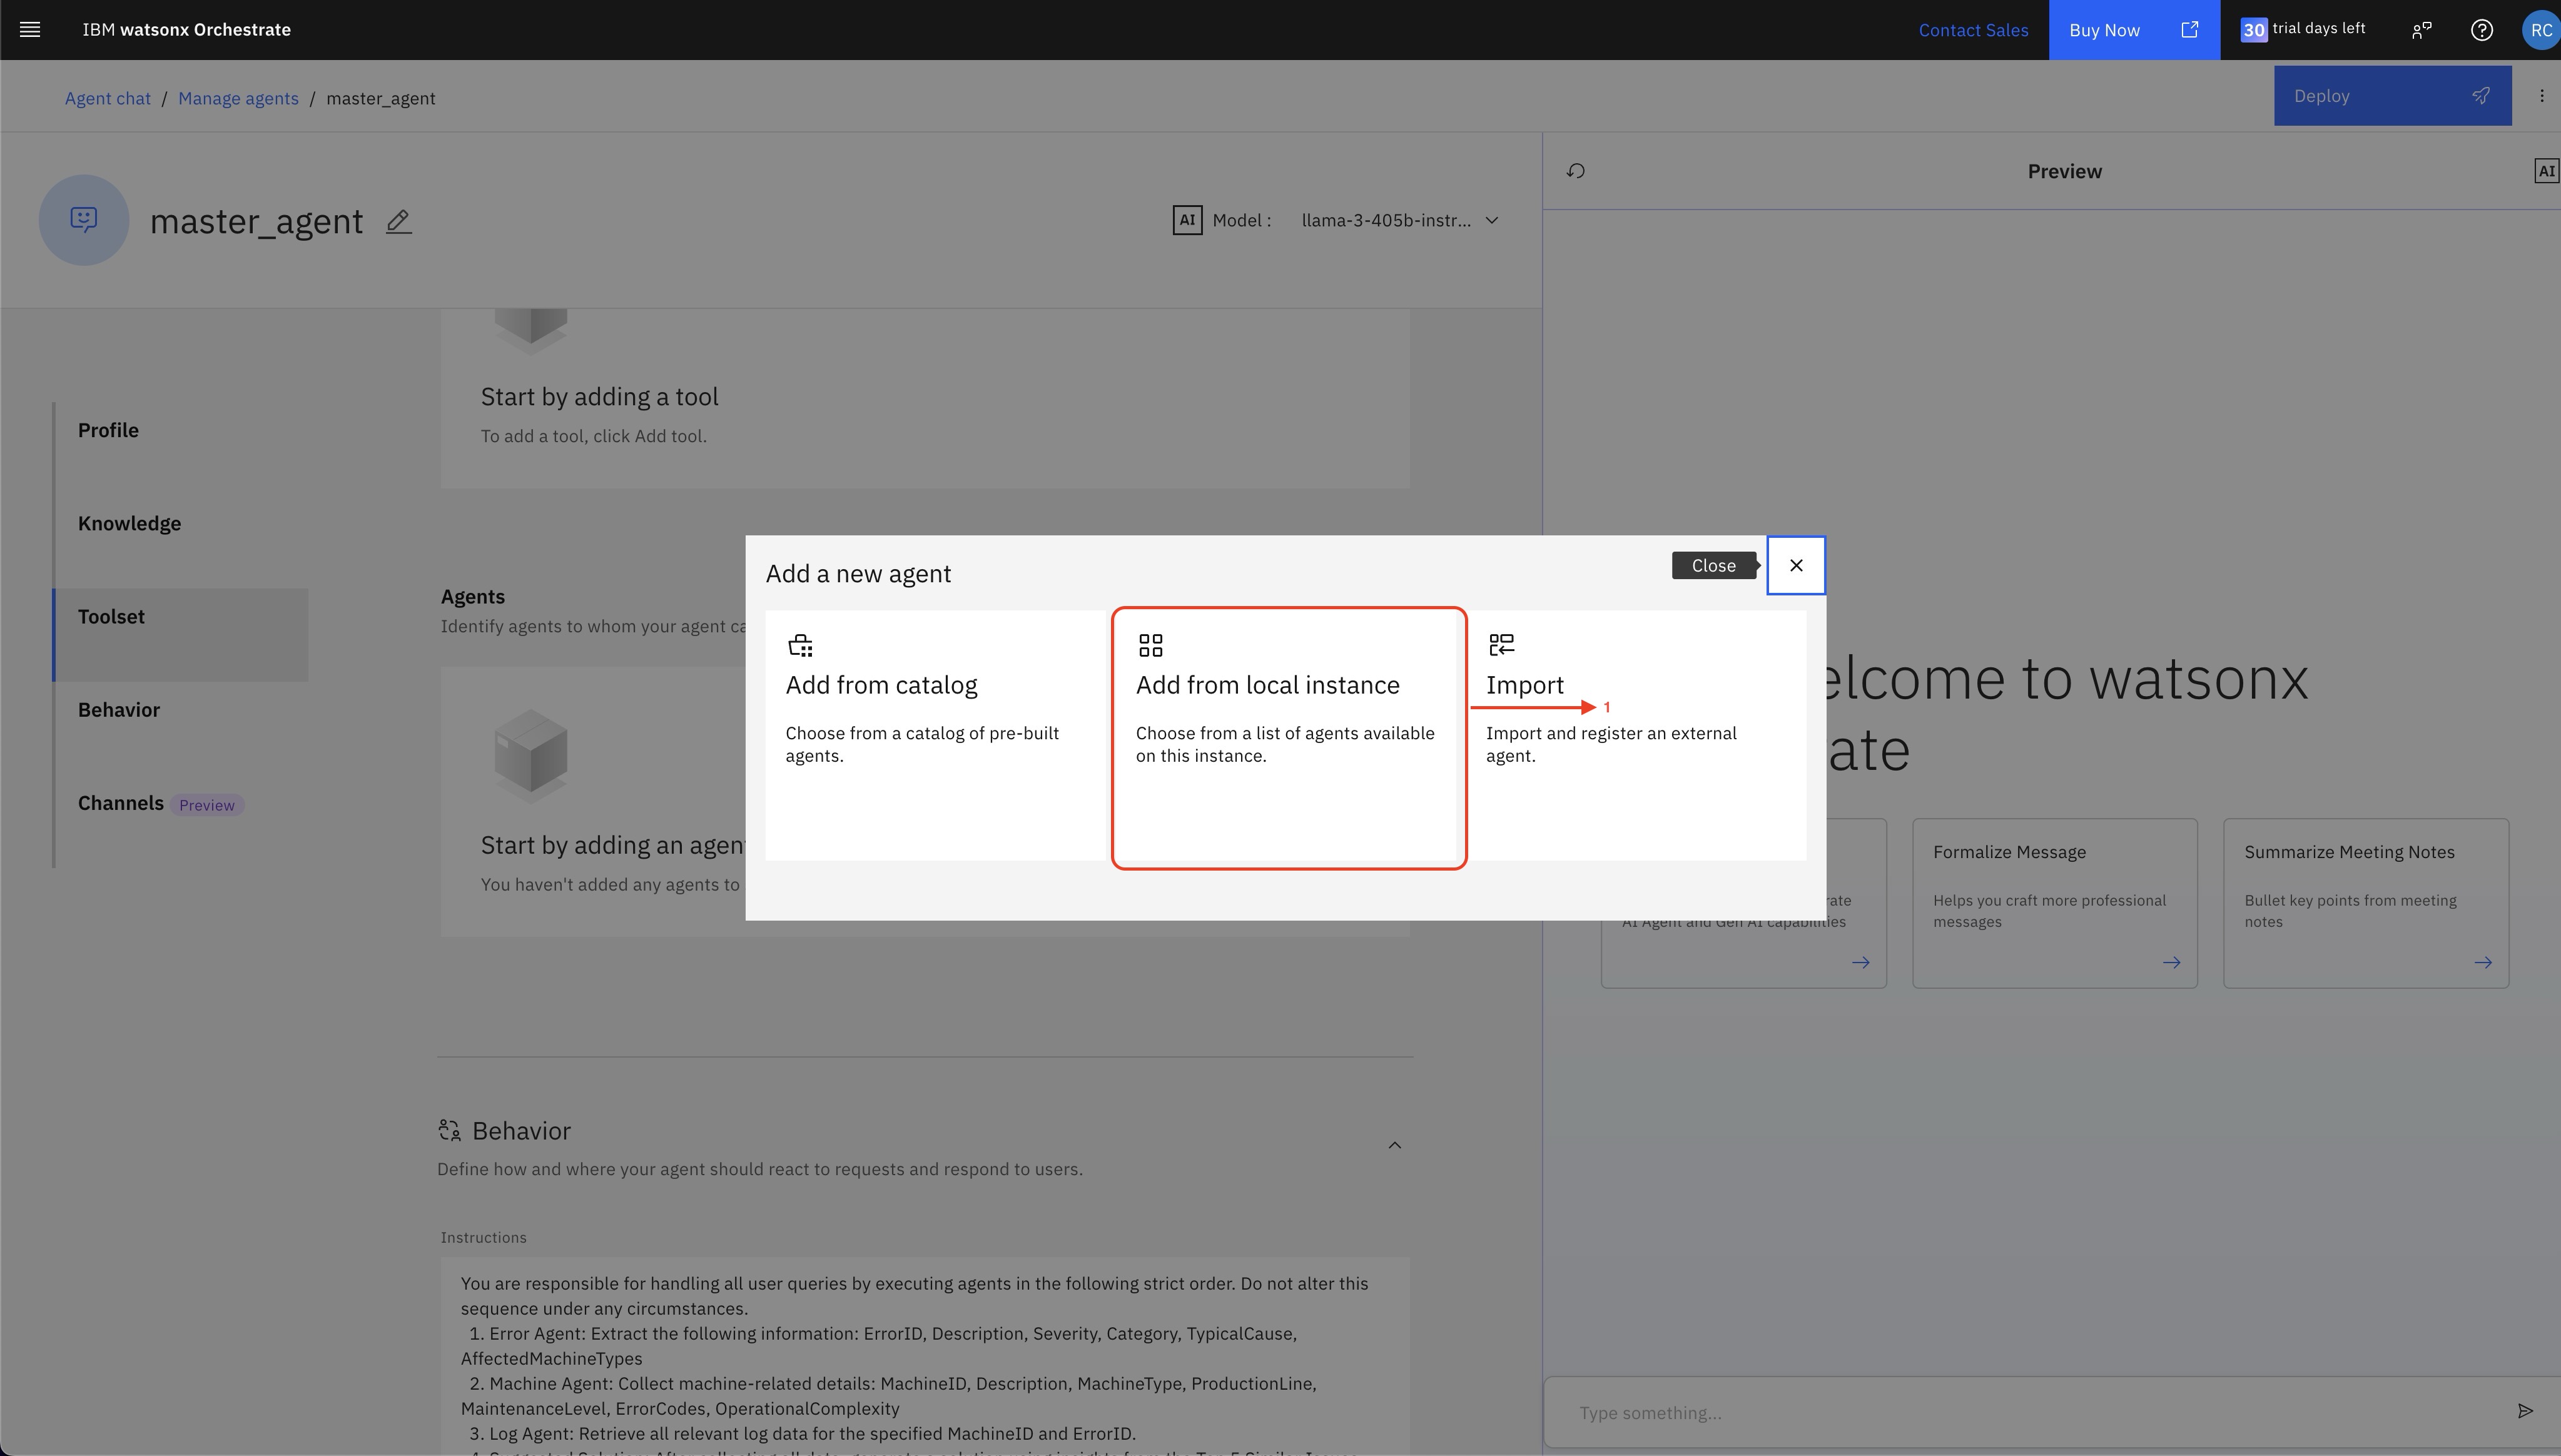 IBM watsonx Orchestrate
Contact Sales
Buy Now
30 trial days left
RC
Agent chat / Manage agents / master_agent
Deploy
master_agent
AI Model : llama-3-405b-instr...
Preview
AI
Profile
Knowledge
Toolset
Behavior
Channels Preview
Start by adding a tool
To add a tool, click Add tool.
Agents
Identify agents to whom your agent ca
Start by adding an agen
You haven't added any agents to
Add a new agent
Close
Add from catalog
Choose from a catalog of pre-built
agents.
Add from local instance
Choose from a list of agents available
on this instance.
Import
1
Import and register an external
agent.
elcome to watsonx
ate
rate
AI Agent and Gen AI capabilities
Formalize Message
Helps you craft more professional
messages
Summarize Meeting Notes
Bullet key points from meeting
notes
Behavior
Define how and where your agent should react to requests and respond to users.
Instructions
You are responsible for handling all user queries by executing agents in the following strict order. Do not alter this
sequence under any circumstances.
1. Error Agent: Extract the following information: ErrorID, Description, Severity, Category, TypicalCause,
AffectedMachineTypes
2. Machine Agent: Collect machine-related details: MachineID, Description, MachineType, ProductionLine,
MaintenanceLevel, ErrorCodes, OperationalComplexity
3. Log Agent: Retrieve all relevant log data for the specified MachineID and ErrorID.
Type something...